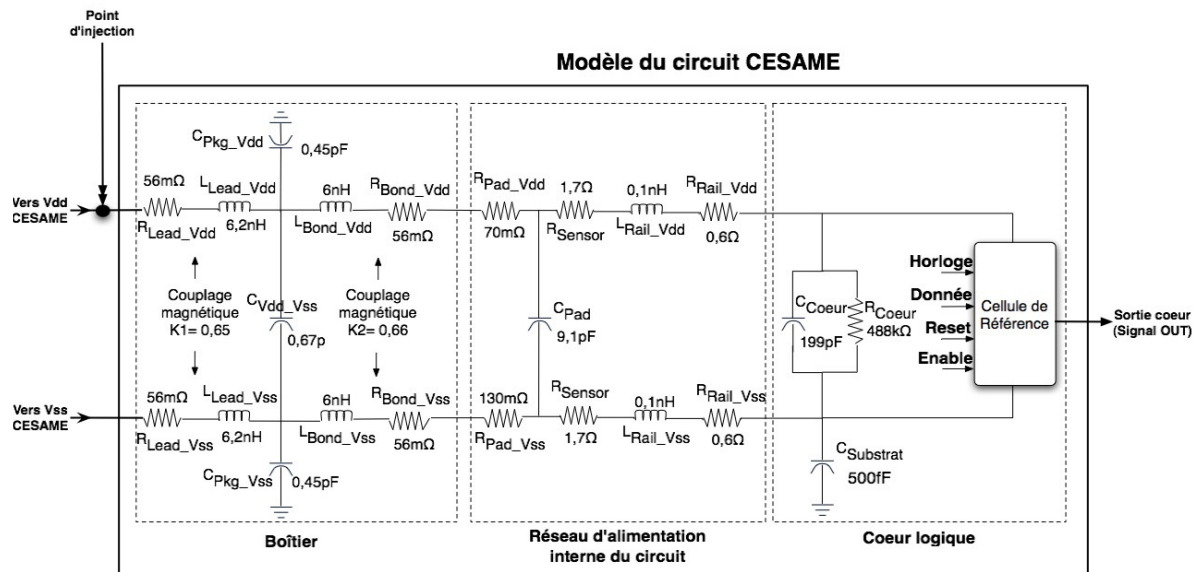 Point
d'injection
Modèle du circuit CESAME
CPkg_Vdd
0,45pF
56mΩ
LLead_Vdd
6nH
RBond_Vdd
RPad_Vdd
1,7Ω
0,1nH
RRail_Vdd
Vers Vdd
CESAME
RLead_Vdd
6,2nH
LBond_Vdd
56mΩ
70mΩ
RSensor
LRail_Vdd
0,6Ω
Couplage
magnétique
K1= 0,65
CVdd_Vss
0,67p
Couplage
magnétique
K2= 0,66
CPad
9,1pF
CCoeur
199pF
RCoeur
488kΩ
Horloge
Donnée
Reset
Enable
Cellule de
Référence
Sortie coeur
(Signal OUT)
Vers Vss
CESAME
56mΩ
LLead_Vss
6nH
RBond_Vss
130mΩ
RSensor
0,1nH
RRail_Vss
RLead_Vss
6,2nH
LBond_Vss
56mΩ
RPad_Vss
1,7Ω
LRail_Vss
0,6Ω
CPkg_Vss
0,45pF
CSubstrat
500fF
Boîtier
Réseau d'alimentation
interne du circuit
Coeur logique